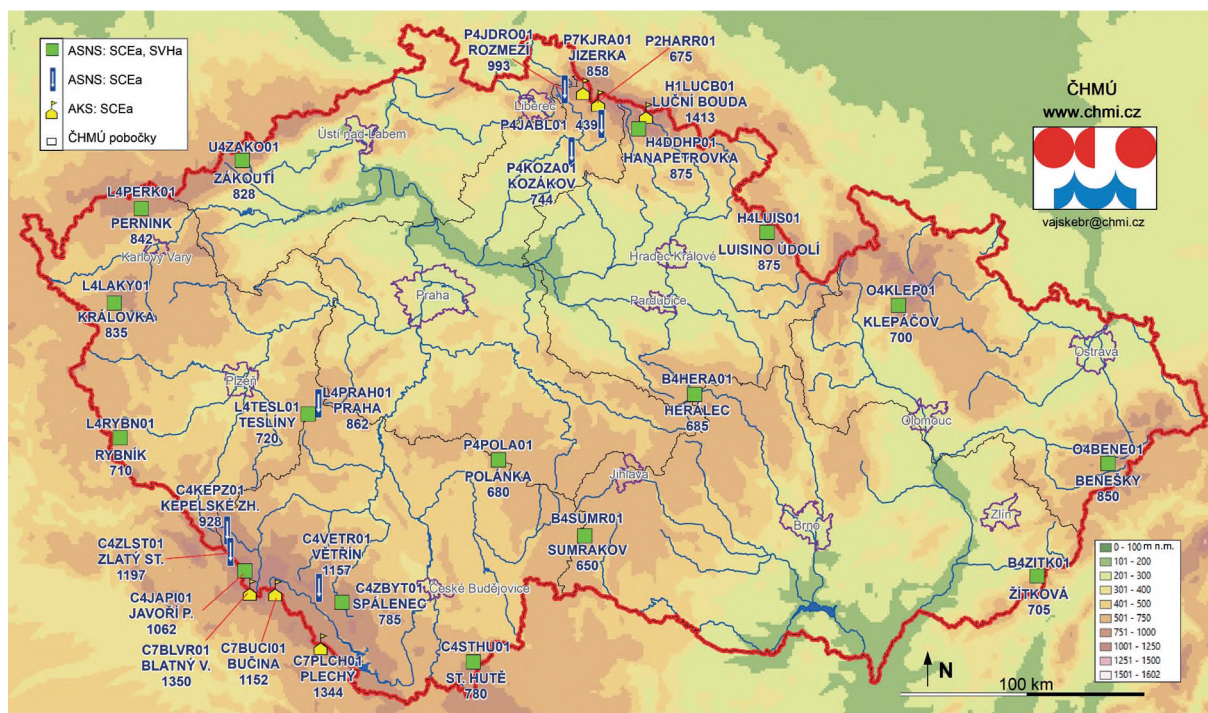 ASNS: SCEa, SVHa
ASNS: SCEa
AKS: SCEa
ČHMÚ pobočky
P4JDRO01
ROZMEZÍ
993
P7KJRA01
JIZERKA
858
P2HARR01
675
H1LUCB01
LUČNÍ BOUDA
1413
ČHMÚ
www.chmi.cz
vajskebr@chmi.cz
Liberec
P4JABL01 439
H4DDHP01
HANAPETROVKA
875
Ústí nad Labem
U4ZAKO01
ZÁKOUTÍ
828
P4KOZA01
KOZÁKOV
744
L4PERK01
PERNINK
842
Karlovy Vary
H4LUIS01
LUISINO ÚDOLÍ
875
Hradec Králové
Praha
Pardubice
L4LAKY01
KRÁLOVKA
835
O4KLEP01
KLEPÁČOV
700
Ostrava
Plzeň
L4PRAH01
PRAHA
862
L4TESL01
TESLÍNY
720
B4HERA01
HERALEC
685
Olomouc
L4RYBN01
RYBNÍK
710
P4POLA01
POLÁNKA
680
Jihlava
O4BENE01
BENEŠKY
850
C4KEPZ01
KEPELSKÉ ZH.
928
B4SUMR01
SUMRAKOV
650
Brno
Zlín
C4ZLST01
ZLATÝ ST.
1197
C4VETR01
VĚTŘÍN
1157
C4ZBYT01
SPÁLENEC
785
České Budějovice
B4ZITK01
ŽÍTKOVÁ
705
C4JAPI01
JAVOŘÍ P.
1062
C7BLVR01
BLATNÝ V.
1350
C7BUCI01
BUČINA
1152
C7PLCH01
PLECHÝ
1344
C4STHU01
ST. HUTĚ
780
0 - 100 m n.m.
101 - 200
201 - 300
301 - 400
401 - 500
501 - 750
751 - 1000
1001 - 1250
1251 - 1500
1501 - 1602
N
100 km